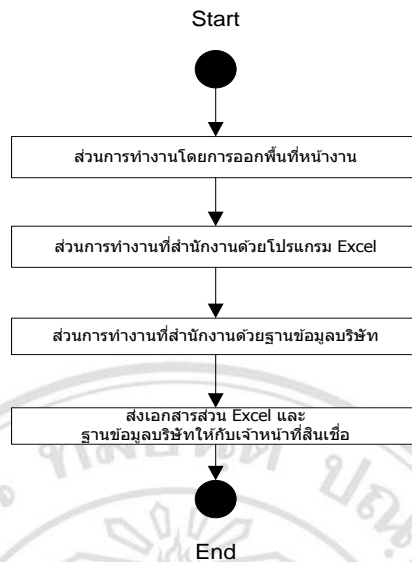 Start
ส่วนการทำงานโดยการออกพื้นที่หน้างาน
ส่วนการทำงานที่สำนักงานด้วยโปรแกรม Excel
ส่วนการทำงานที่สำนักงานด้วยฐานข้อมูลบริษัท
ส่งเอกสารส่วน Excel และ
ฐานข้อมูลบริษัทให้กับเจ้าหน้าที่สินเชื่อ
End